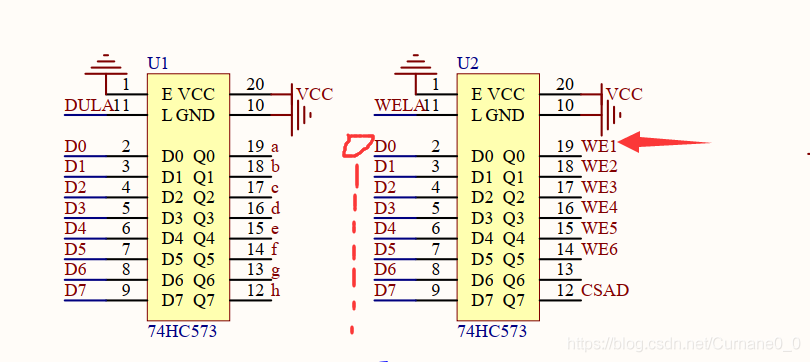 U1 U2
1 E VCC 20 VCC 1 E VCC 20 VCC
DULA 11 L GND 10 WELA 11 L GND 10
D0 2 D0 Q0 19 a D0 2 D0 Q0 19 WE1
D1 3 D1 Q1 18 b D1 3 D1 Q1 18 WE2
D2 4 D2 Q2 17 c D2 4 D2 Q2 17 WE3
D3 5 D3 Q3 16 d D3 5 D3 Q3 16 WE4
D4 6 D4 Q4 15 e D4 6 D4 Q4 15 WE5
D5 7 D5 Q5 14 f D5 7 D5 Q5 14 WE6
D6 8 D6 Q6 13 g D6 8 D6 Q6 13
D7 9 D7 Q7 12 h D7 9 D7 Q7 12 CSAD
74HC573 74HC573
https://blog.csdn.net/Cumane0_0